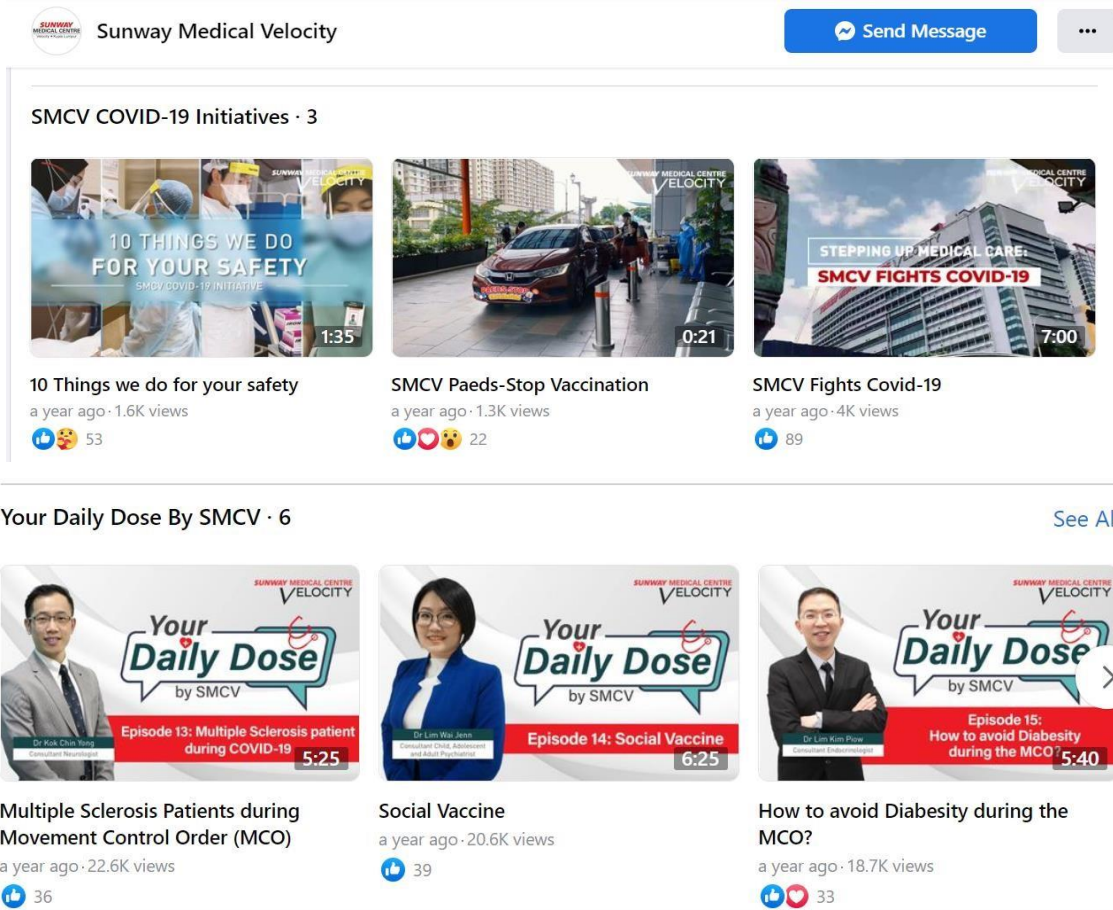 SUNWAY
MEDICAL CENTRE
Sunway Medical Velocity
Send Message
SMCV COVID-19 Initiatives · 3
SUNWAY MEDICAL CENTRE
VELOCITY
10 THINGS WE DO
FOR YOUR SAFETY
SMCV COVID-19 INITIATIVE
1:35
SUNWAY MEDICAL CENTRE
VELOCITY
PAEDS-STOP
0:21
SUNWAY MEDICAL CENTRE
VELOCITY
STEPPING UP MEDICAL CARE:
SMCV FIGHTS COVID-19
7:00
10 Things we do for your safety
a year ago · 1.6K views
53
SMCV Paeds-Stop Vaccination
a year ago · 1.3K views
22
SMCV Fights Covid-19
a year ago · 4K views
89
Your Daily Dose By SMCV · 6
See Al
SUNWAY MEDICAL CENTRE
VELOCITY
Your
Daily Dose
by SMCV
Dr Kok Chin Yong
Consultant Neurologist
Episode 13: Multiple Sclerosis patient
during COVID-19
5:25
SUNWAY MEDICAL CENTRE
VELOCITY
Your
Daily Dose
by SMCV
Dr Lim Wai Jenn
Consultant Child, Adolescent
and Adult Psychiatrist
Episode 14: Social Vaccine
6:25
SUNWAY MEDICAL CENTRE
VELOCITY
Your
Daily Dose
by SMCV
Dr Lim Kim Piow
Consultant Endocrinologist
Episode 15:
How to avoid Diabesity
during the MCO?
5:40
Multiple Sclerosis Patients during
Movement Control Order (MCO)
a year ago · 22.6K views
36
Social Vaccine
a year ago · 20.6K views
39
How to avoid Diabesity during the
MCO?
a year ago · 18.7K views
33